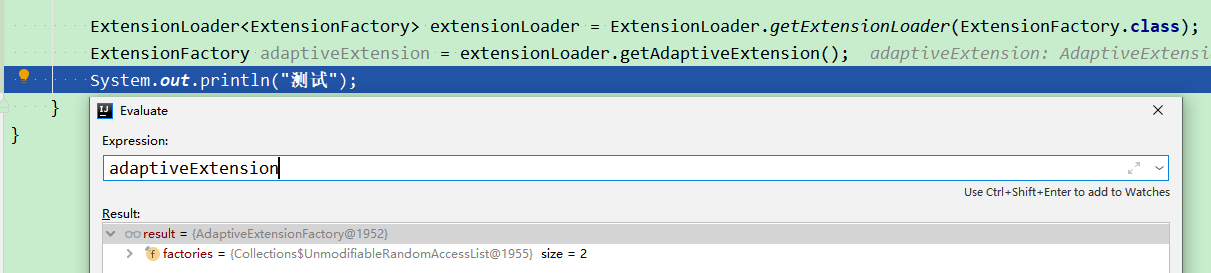 ExtensionLoader<ExtensionFactory> extensionLoader = ExtensionLoader.getExtensionLoader(ExtensionFactory.class);
ExtensionFactory adaptiveExtension = extensionLoader.getAdaptiveExtension(); adaptiveExtension: AdaptiveExtensi
System.out.println("测试");
}
}
Evaluate
Expression:
adaptiveExtension
Use Ctrl+Shift+Enter to add to Watches
Result:
result = {AdaptiveExtensionFactory@1952}
factories = {Collections$UnmodifiableRandomAccessList@1955} size = 2